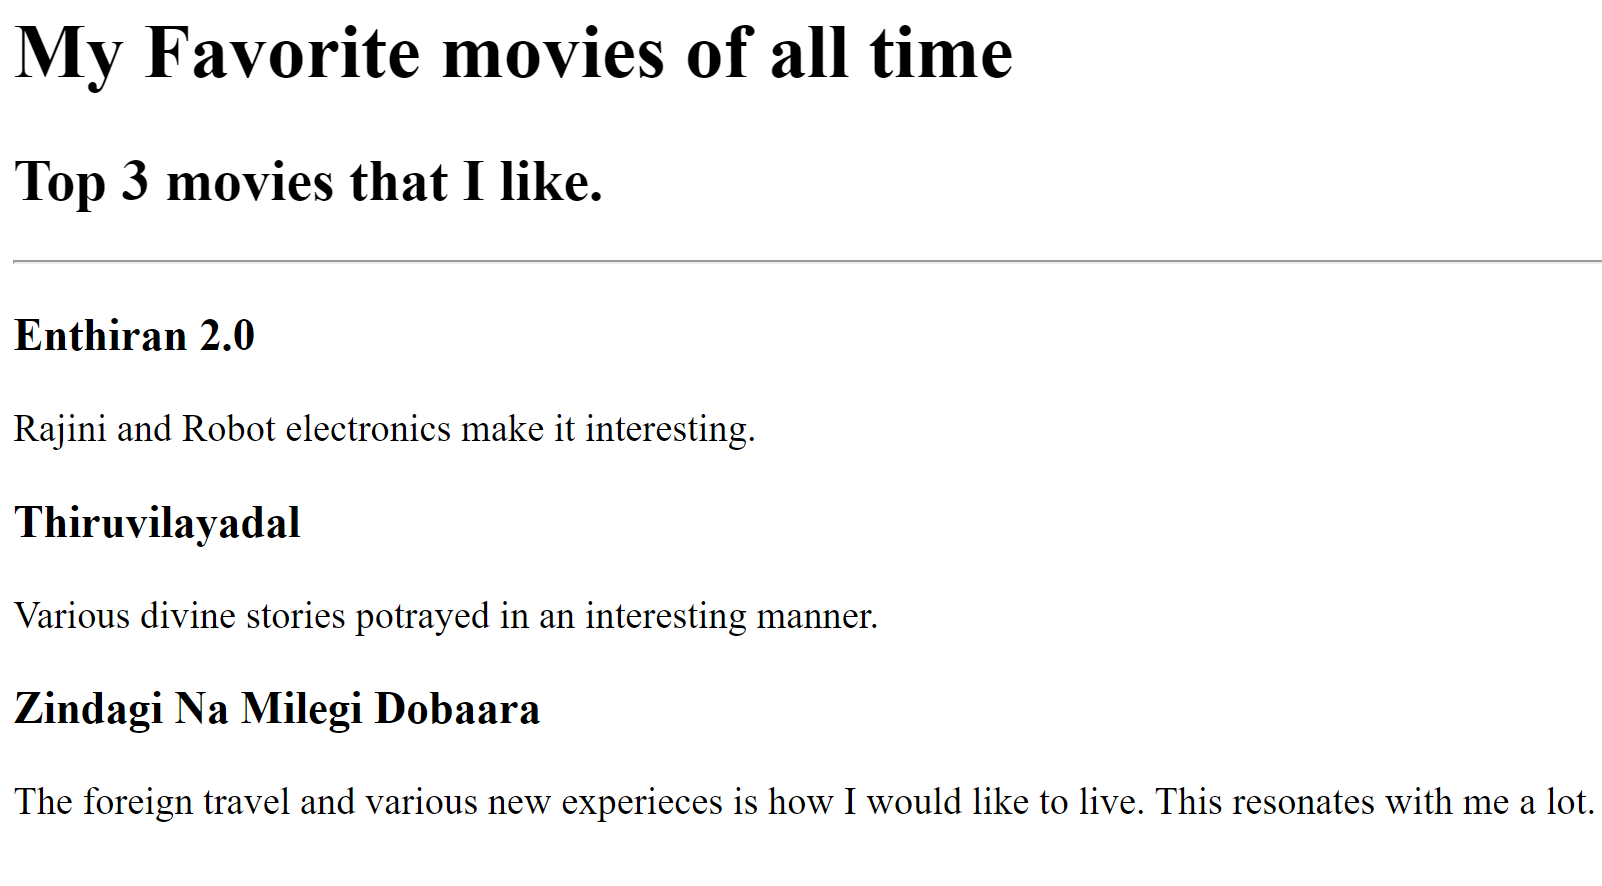 My Favorite movies of all time
Top 3 movies that I like.
Enthiran 2.0
Rajini and Robot electronics make it interesting.
Thiruvilayadal
Various divine stories potrayed in an interesting manner.
Zindagi Na Milegi Dobaara
The foreign travel and various new experieces is how I would like to live. This resonates with me a lot.